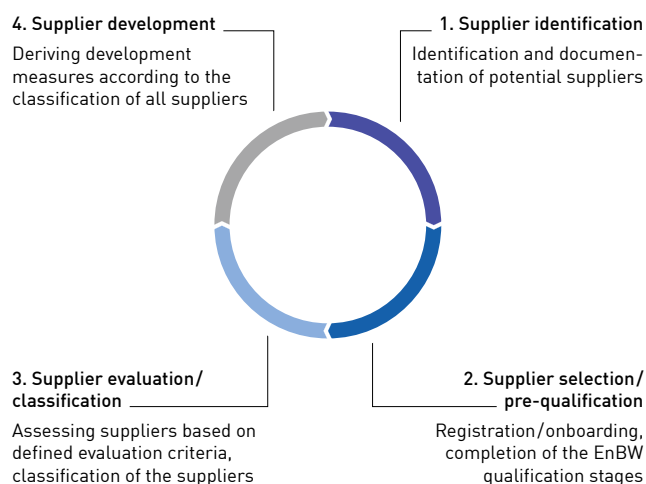 4. Supplier development
Deriving development
measures according to the
classification of all suppliers
1. Supplier identification
Identification and documen-
tation of potential suppliers
3. Supplier evaluation/
classification
Assessing suppliers based on
defined evaluation criteria,
classification of the suppliers
2. Supplier selection/
pre-qualification
Registration/onboarding,
completion of the EnBW
qualification stages